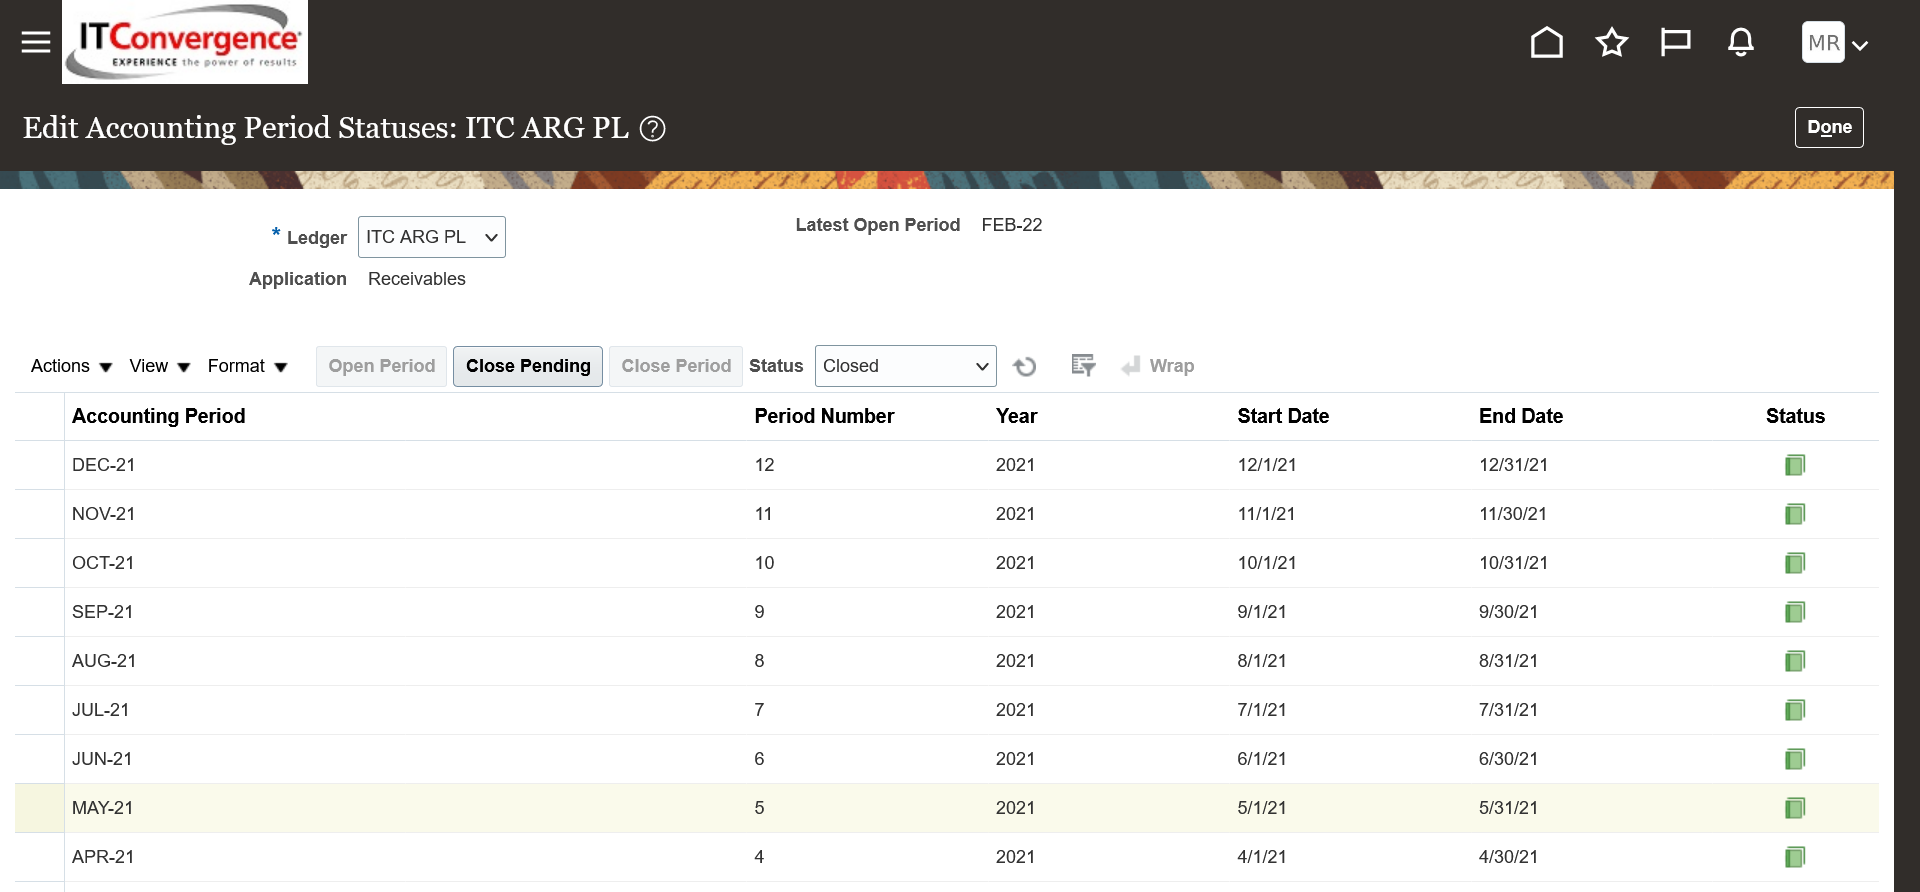 ITConvergence
EXPERIENCE the power of results
MR
Edit Accounting Period Statuses: ITC ARG PL ?
Done
* Ledger ITC ARG PL
Latest Open Period FEB-22
Application Receivables
Actions View Format Open Period Close Pending Close Period Status Closed Wrap
Accounting Period Period Number Year Start Date End Date Status
DEC-21 12 2021 12/1/21 12/31/21
NOV-21 11 2021 11/1/21 11/30/21
OCT-21 10 2021 10/1/21 10/31/21
SEP-21 9 2021 9/1/21 9/30/21
AUG-21 8 2021 8/1/21 8/31/21
JUL-21 7 2021 7/1/21 7/31/21
JUN-21 6 2021 6/1/21 6/30/21
MAY-21 5 2021 5/1/21 5/31/21
APR-21 4 2021 4/1/21 4/30/21